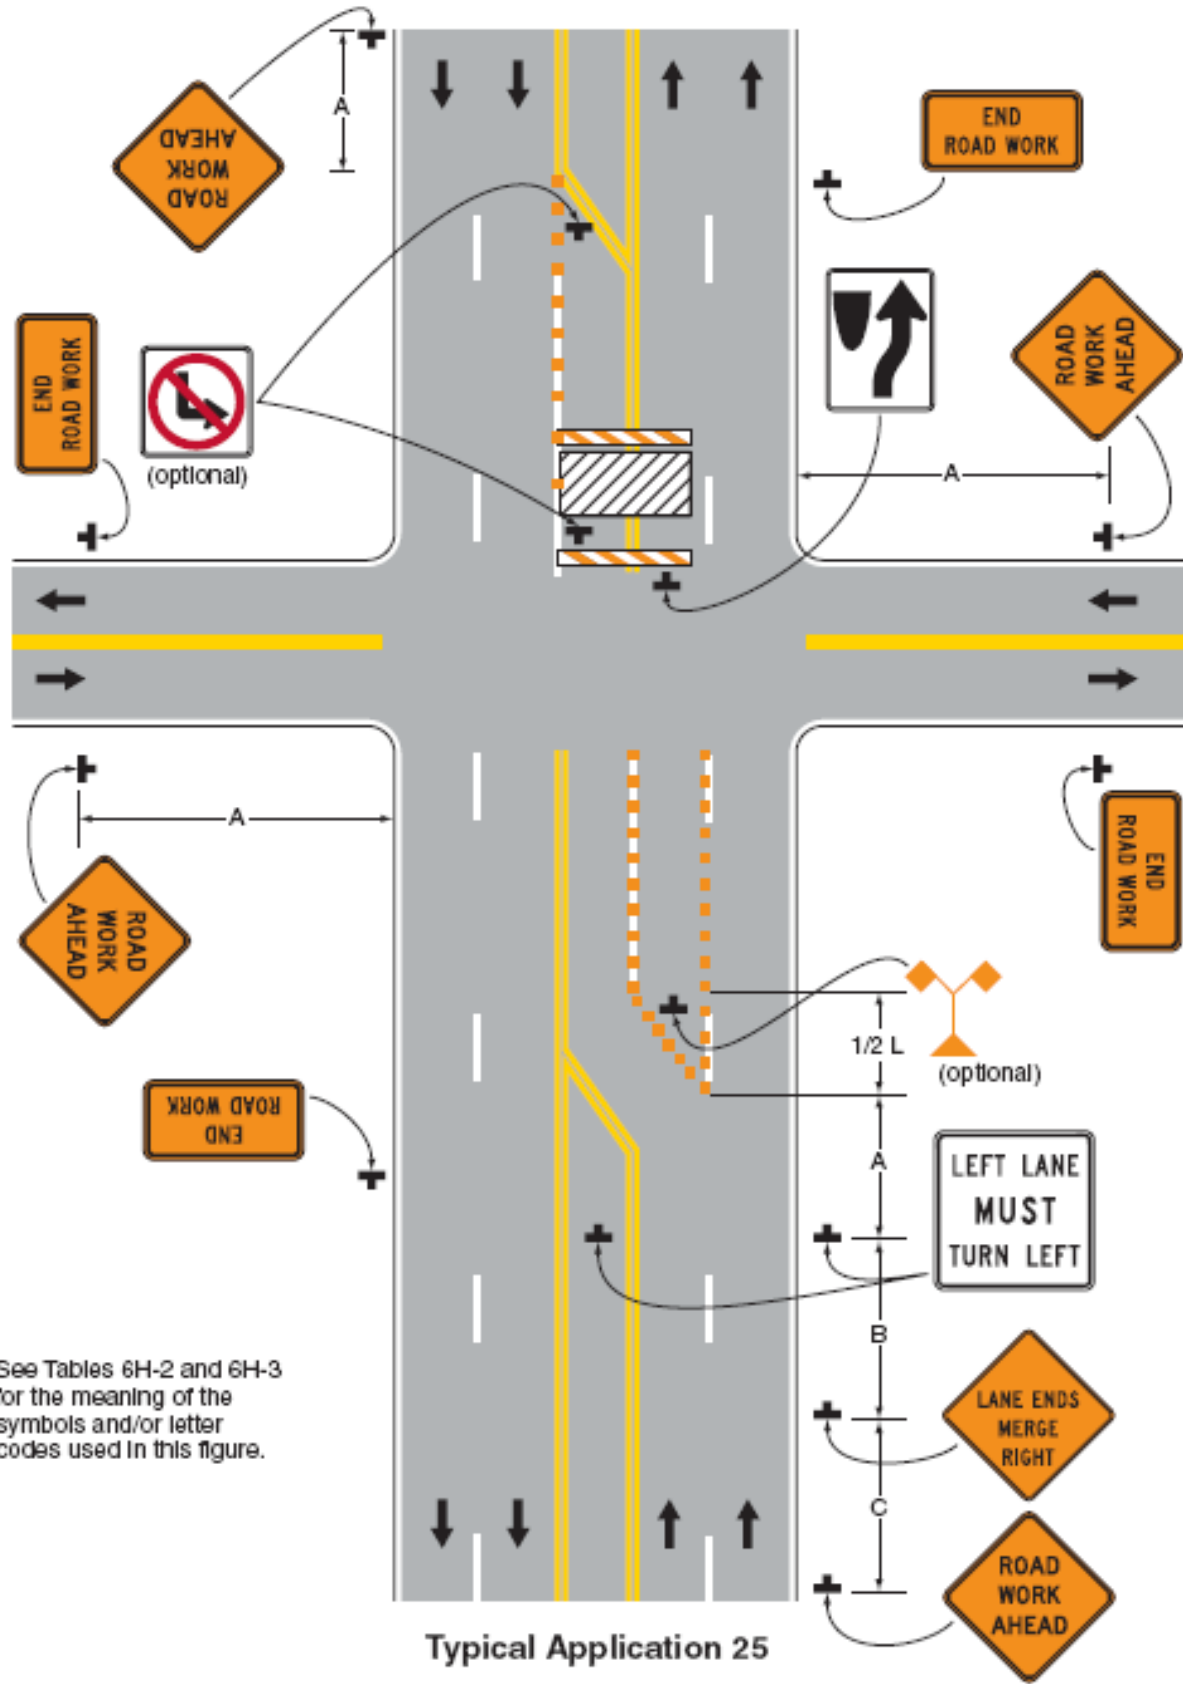 ROAD
WORK
AHEAD
A
END
ROAD WORK
END
ROAD WORK
(optional)
ROAD
WORK
AHEAD
A
A
ROAD
WORK
AHEAD
END
ROAD WORK
1/2 L
(optional)
END
ROAD WORK
A
LEFT LANE
MUST
TURN LEFT
B
See Tables 6H-2 and 6H-3
for the meaning of the
symbols and/or letter
codes used in this figure.
LANE ENDS
MERGE
RIGHT
C
ROAD
WORK
AHEAD
Typical Application 25